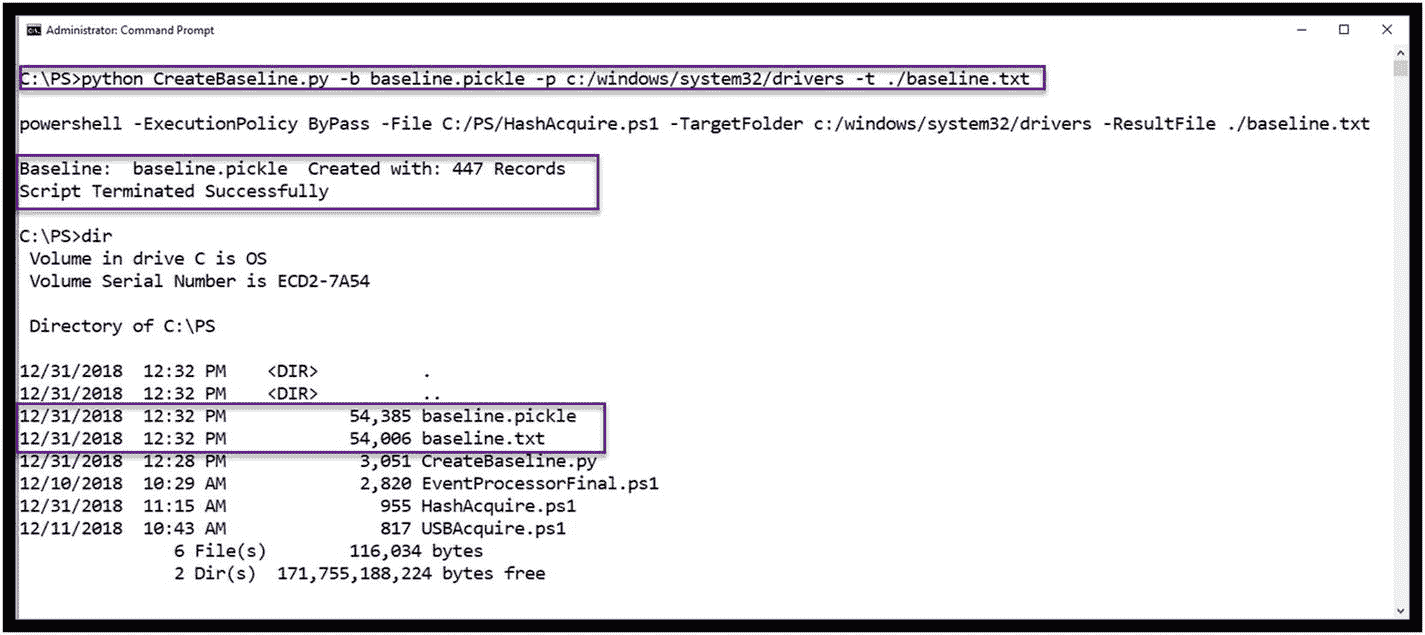 Administrator: Command Prompt
C:\PS>python CreateBaseline.py -b baseline.pickle -p c:/windows/system32/drivers -t ./baseline.txt
powershell -ExecutionPolicy ByPass -File C:/PS/HashAcquire.ps1 -TargetFolder c:/windows/system32/drivers -ResultFile ./baseline.txt
Baseline:  baseline.pickle  Created with: 447 Records
Script Terminated Successfully
C:\PS>dir
 Volume in drive C is OS
 Volume Serial Number is ECD2-7A54
 Directory of C:\PS
12/31/2018  12:32 PM    <DIR>          .
12/31/2018  12:32 PM    <DIR>          ..
12/31/2018  12:32 PM            54,385 baseline.pickle
12/31/2018  12:32 PM            54,006 baseline.txt
12/31/2018  12:28 PM             3,051 CreateBaseline.py
12/10/2018  10:29 AM             2,820 EventProcessorFinal.ps1
12/31/2018  11:15 AM               955 HashAcquire.ps1
12/11/2018  10:43 AM               817 USBAcquire.ps1
               6 File(s)        116,034 bytes
               2 Dir(s)  171,755,188,224 bytes free